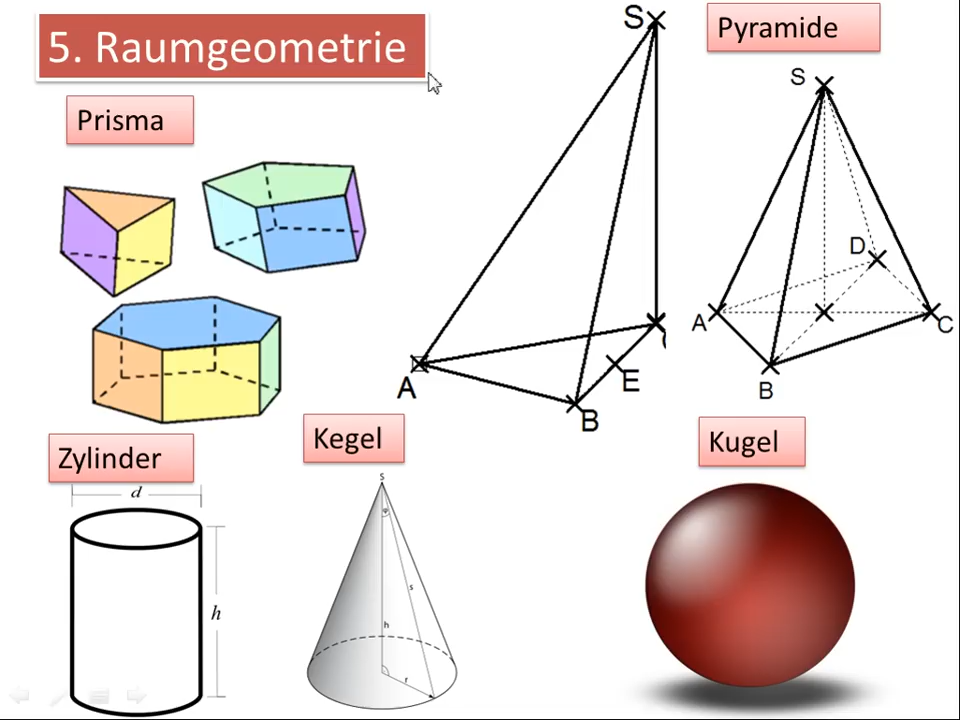 5. Raumgeometrie
Prisma
S
A
B
E
Pyramide
S
A
B
C
D
Zylinder
d
h
Kegel
S
φ
s
h
r
Kugel